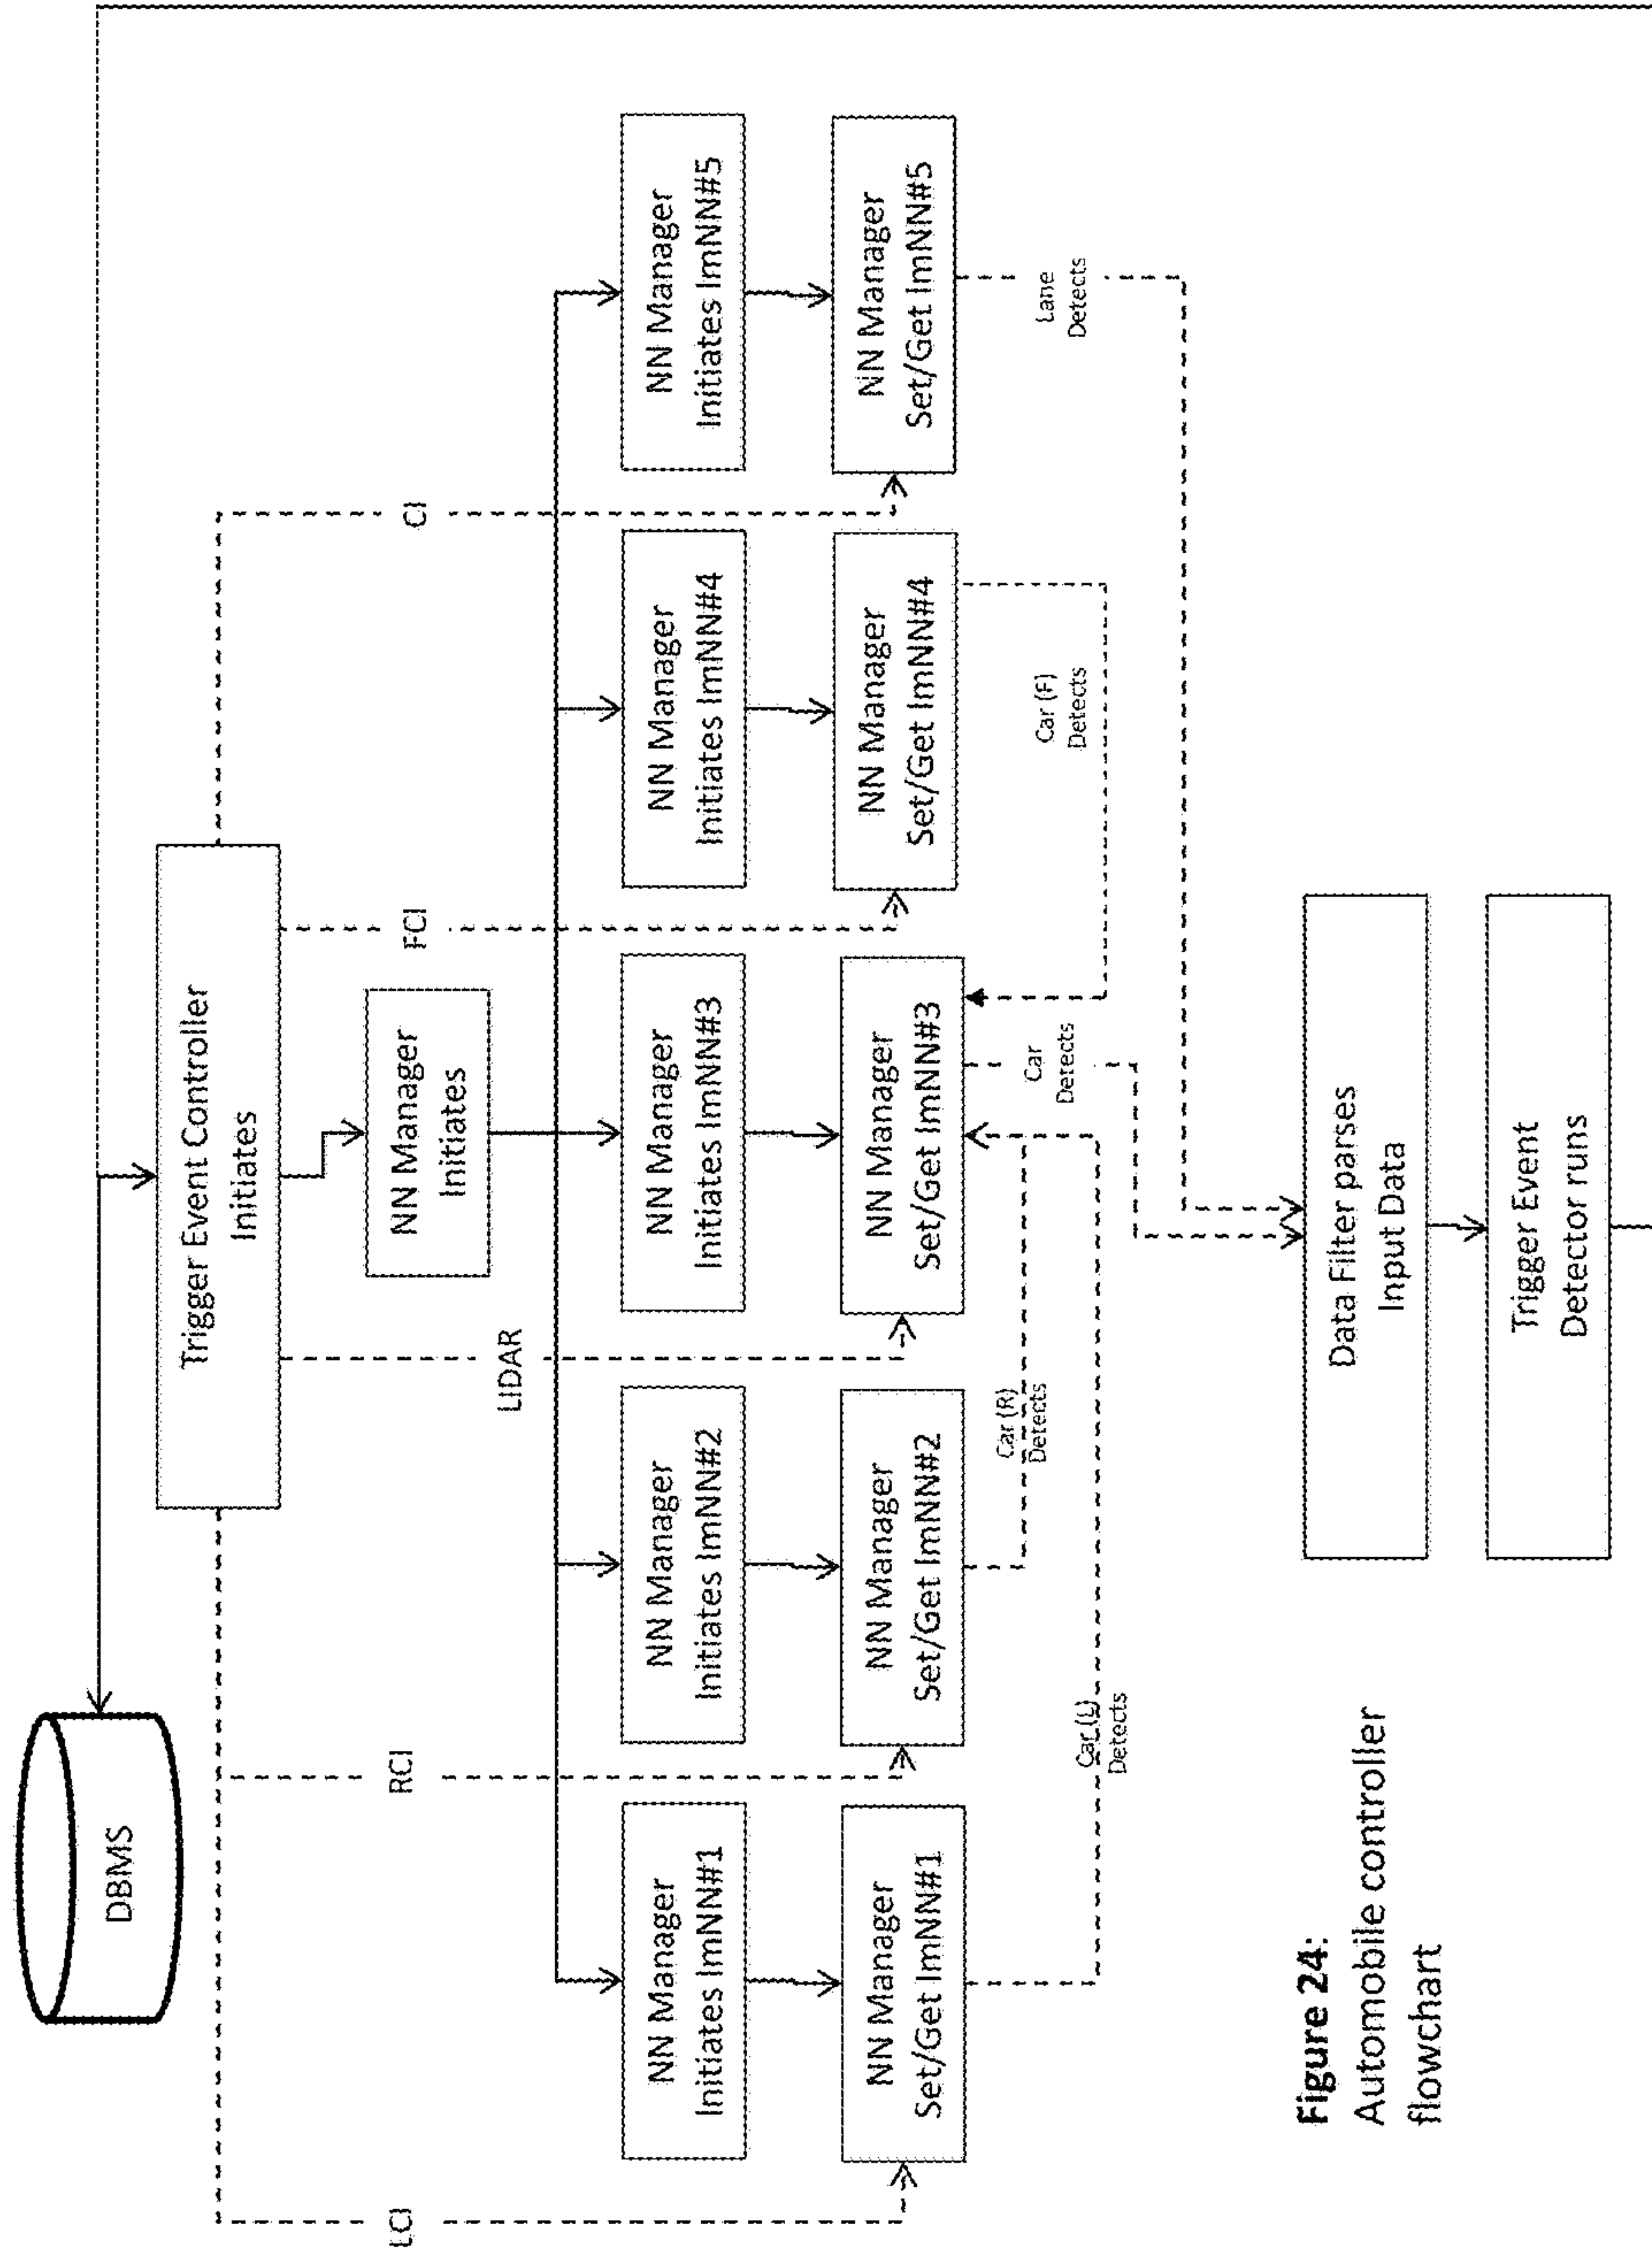 DBMS
Trigger Event Controller
Initiates
NN Manager
Initiates
LCI
RCI
LIDAR
FCI
CI
NN Manager
Initiates ImNN#1
NN Manager
Initiates ImNN#2
NN Manager
Initiates ImNN#3
NN Manager
Initiates ImNN#4
NN Manager
Initiates ImNN#5
NN Manager
Set/Get ImNN#1
NN Manager
Set/Get ImNN#2
NN Manager
Set/Get ImNN#3
NN Manager
Set/Get ImNN#4
NN Manager
Set/Get ImNN#5
Car (L)
Detects
Car (R)
Detects
Car
Detects
Car (F)
Detects
Lane
Detects
Data Filter parses
Input Data
Trigger Event
Detector runs
Figure 24:
Automobile controller
flowchart